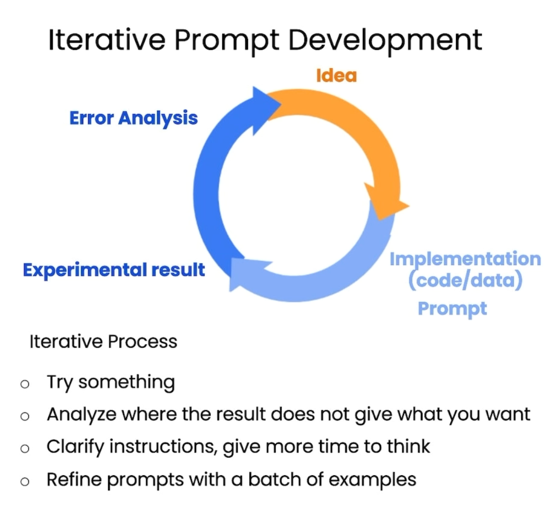 Iterative Prompt Development
Idea
Error Analysis
Implementation
(code/data)
Experimental result
Prompt
Iterative Process
o Try something
o Analyze where the result does not give what you want
o Clarify instructions, give more time to think
o Refine prompts with a batch of examples